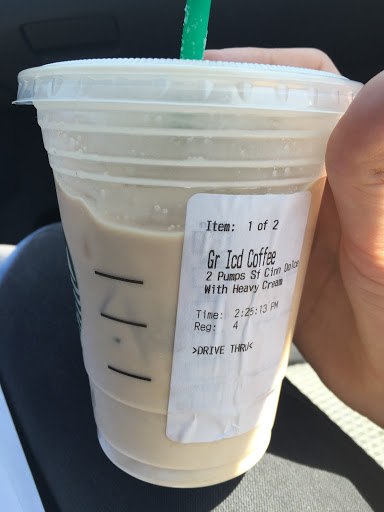 Item: 1 of 2
Gr Icd Coffee
2 Pumps Sf Cinn Dolce
With Heavy Cream
Time: 2:25:13 PM
Reg: 4
>DRIVE THRU<